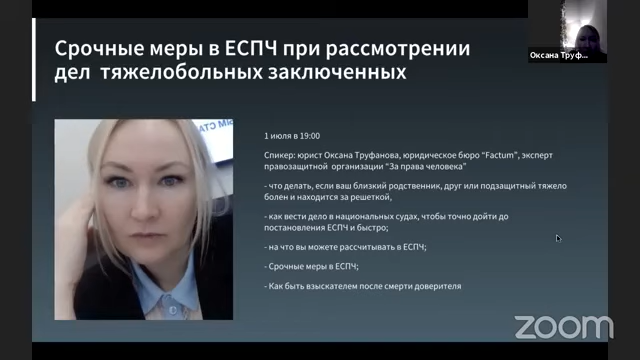 Срочные меры в ЕСПЧ при рассмотрении
дел тяжелобольных заключенных
Оксана Труф...
1 июля в 19:00
Спикер: юрист Оксана Труфанова, юридическое бюро “Factum”, эксперт
правозащитной организации “За права человека”
- что делать, если ваш близкий родственник, друг или подзащитный тяжело
болен и находится за решеткой,
- как вести дело в национальных судах, чтобы точно дойти до
постановления ЕСПЧ и быстро;
- на что вы можете рассчитывать в ЕСПЧ;
- Срочные меры в ЕСПЧ;
- Как быть взыскателем после смерти доверителя
zoom